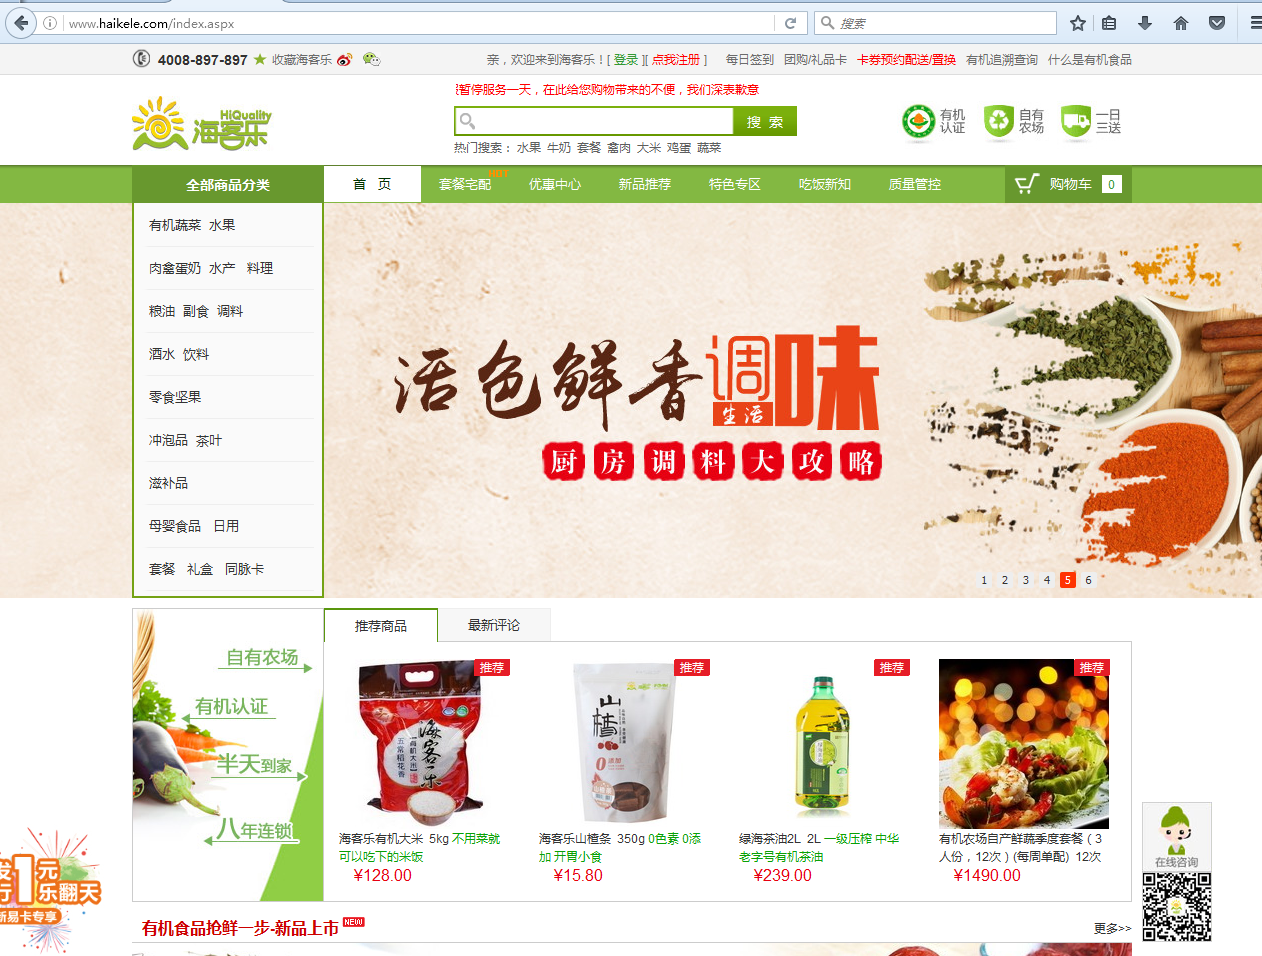 www.haikele.com/index.aspx
搜索
4008-897-897 收藏海客乐
亲，欢迎来到海客乐！[ 登录 ][ 点我注册 ] 每日签到 团购/礼品卡 卡券预约配送/置换 有机追溯查询 什么是有机食品
暂停服务一天，在此给您购物带来的不便，我们深表歉意
HiQuality
海客乐
搜 索
热门搜索： 水果 牛奶 套餐 禽肉 大米 鸡蛋 蔬菜
有机认证
自有农场
一日三送
全部商品分类 首 页 套餐宅配 HOT 优惠中心 新品推荐 特色专区 吃饭新知 质量管控 购物车 0
有机蔬菜 水果
肉禽蛋奶 水产 料理
粮油 副食 调料
酒水 饮料
零食坚果
冲泡品 茶叶
滋补品
母婴食品 日用
套餐 礼盒 同脉卡
活色鲜香调味
生活
厨房调料大攻略
1 2 3 4 5 6
自有农场
有机认证
半天到家
八年连锁
推荐商品 最新评论
推荐 推荐 推荐 推荐
海客乐
五常稻花香
山楂
海客乐有机大米 5kg 不用菜就
可以吃下的米饭
¥128.00
海客乐山楂条 350g 0色素 0添
加 开胃小食
¥15.80
绿海茶油2L 2L 一级压榨 中华
老字号有机茶油
¥239.00
有机农场自产鲜蔬季度套餐（3
人份，12次）(每周单配) 12次
¥1490.00
1元
乐翻天
新易卡专享
在线咨询
有机食品抢鲜一步-新品上市 NEW
更多>>